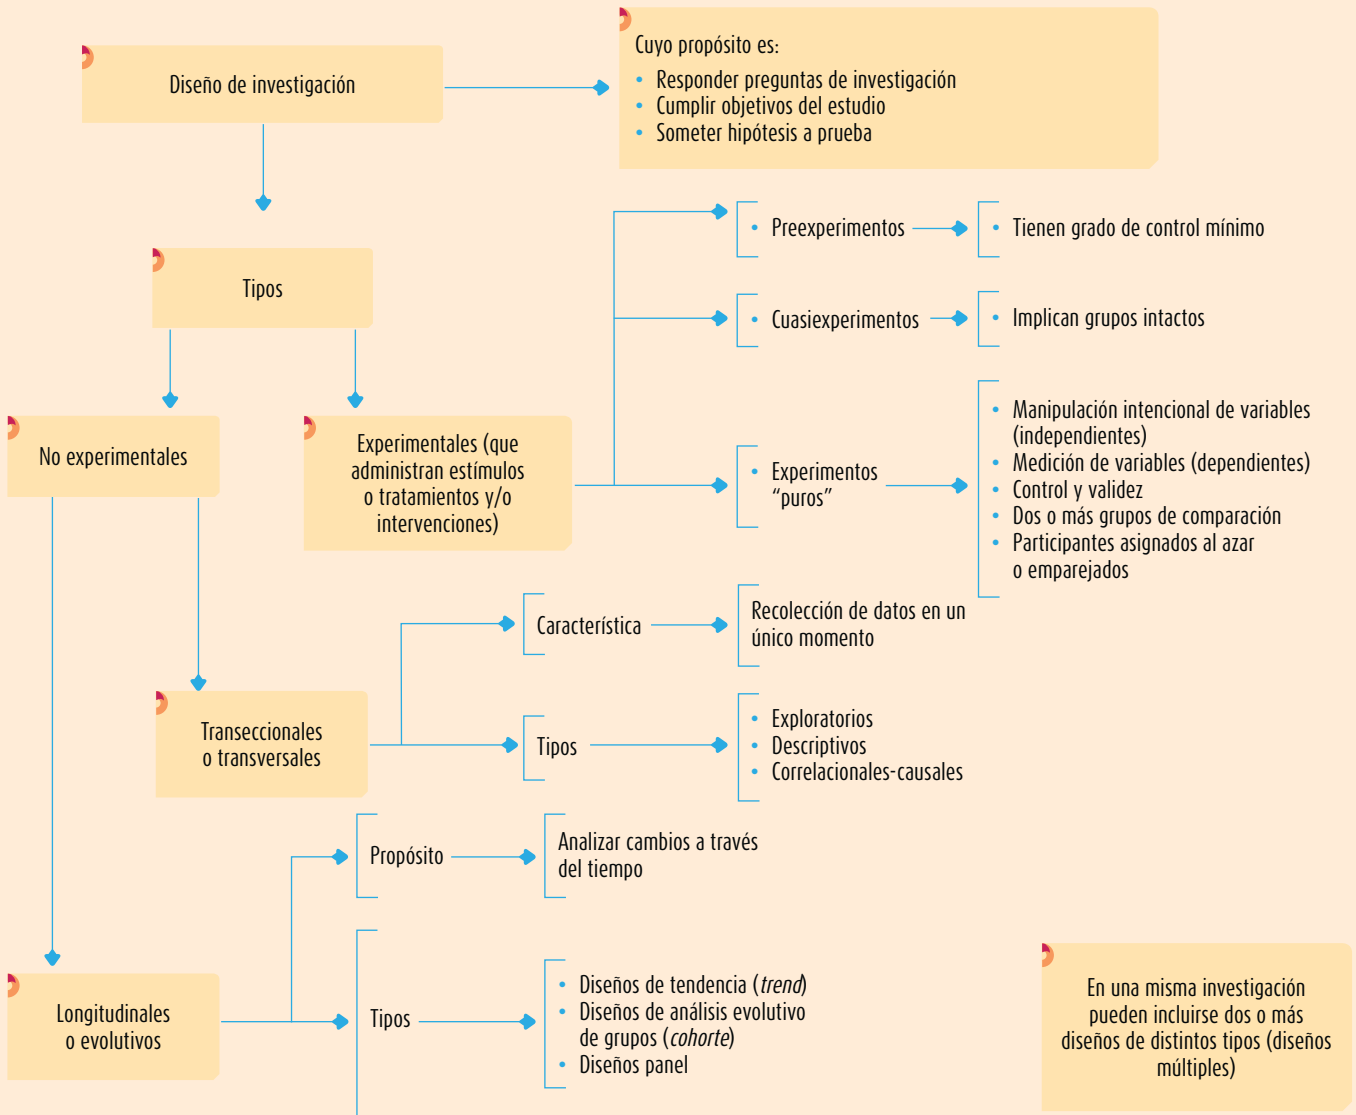 Diseño de investigación
Cuyo propósito es:
• Responder preguntas de investigación
• Cumplir objetivos del estudio
• Someter hipótesis a prueba
Tipos
No experimentales
Experimentales (que
administran estímulos
o tratamientos y/o
intervenciones)
• Preexperimentos
• Tienen grado de control mínimo
• Cuasiexperimentos
• Implican grupos intactos
• Experimentos
“puros”
• Manipulación intencional de variables
(independientes)
• Medición de variables (dependientes)
• Control y validez
• Dos o más grupos de comparación
• Participantes asignados al azar
o emparejados
Transeccionales
o transversales
Característica
Recolección de datos en un
único momento
Tipos
• Exploratorios
• Descriptivos
• Correlacionales-causales
Longitudinales
o evolutivos
Propósito
Analizar cambios a través
del tiempo
Tipos
• Diseños de tendencia (trend)
• Diseños de análisis evolutivo
de grupos (cohorte)
• Diseños panel
En una misma investigación
pueden incluirse dos o más
diseños de distintos tipos (diseños
múltiples)